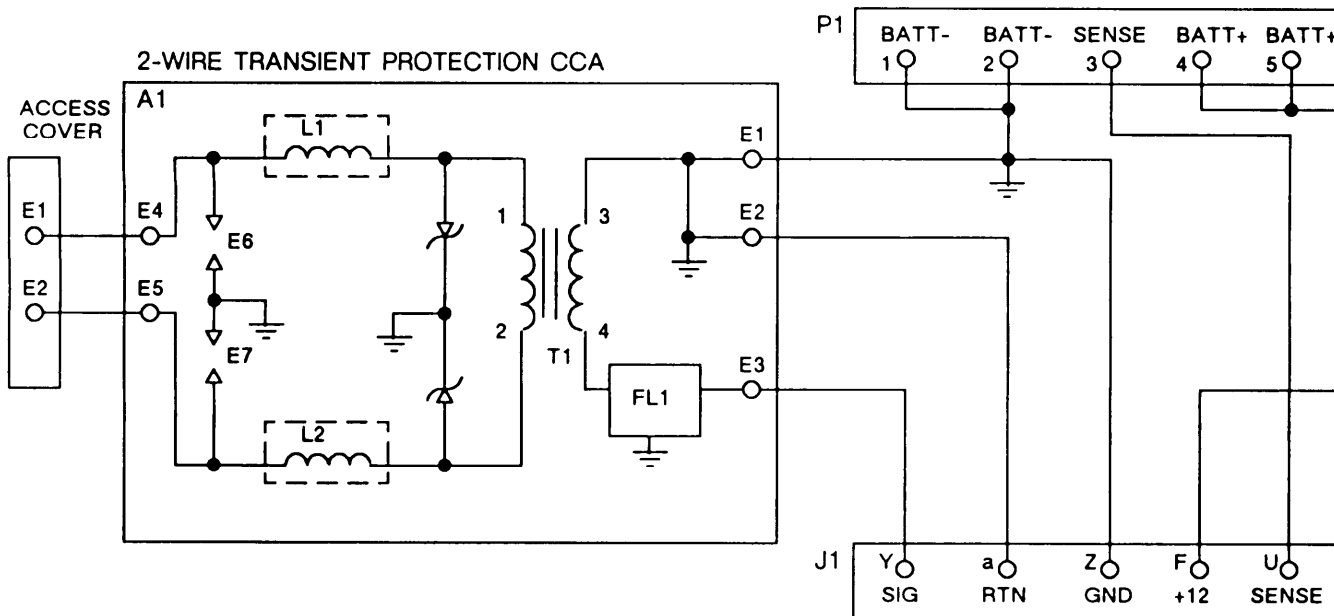 P1
BATT- BATT- SENSE BATT+ BATT+
1 2 3 4 5
2-WIRE TRANSIENT PROTECTION CCA
A1
ACCESS
COVER
L1
E1
E1 E4 1 3 E2
E6
E2 E5
2 4
E7 T1 E3
FL1
L2
J1 Y a Z F U
SIG RTN GND +12 SENSE